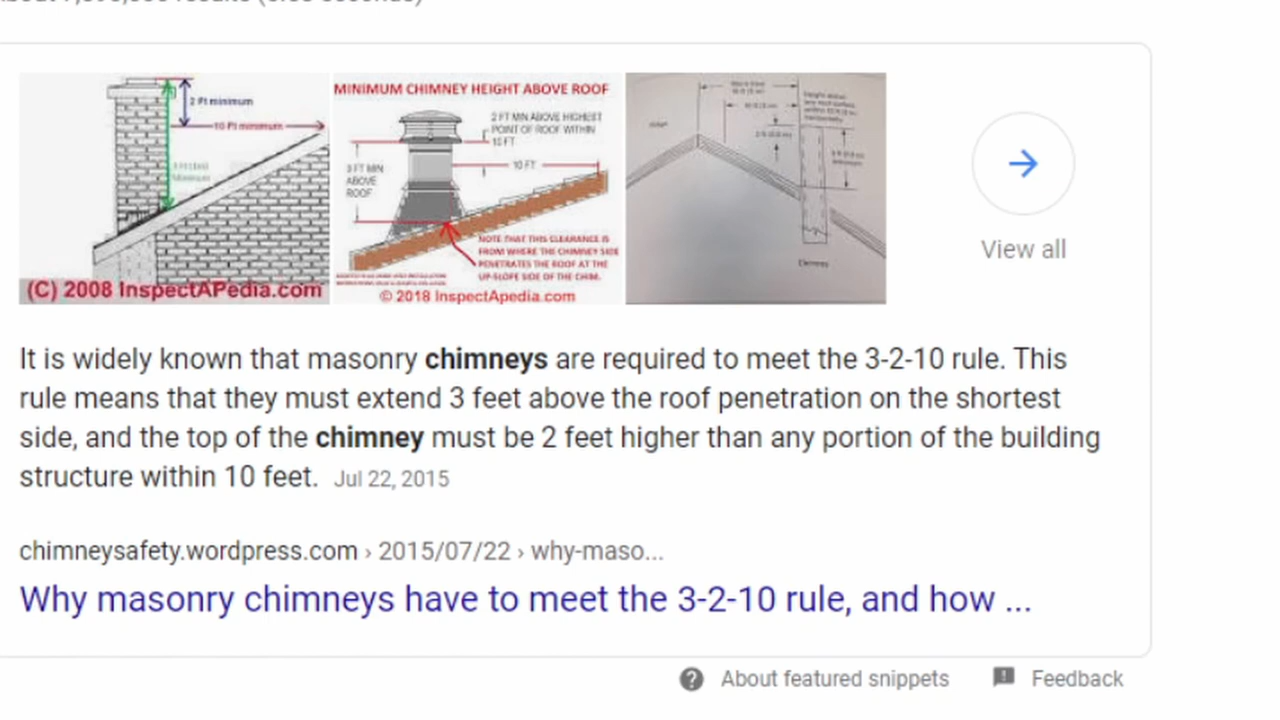 2 Ft minimum
10 Ft minimum
(C) 2008 InspectAPedia.com
MINIMUM CHIMNEY HEIGHT ABOVE ROOF
2 FT MIN ABOVE HIGHEST
POINT OF ROOF WITHIN
10 FT
10 FT
3 FT MIN
ABOVE
ROOF
NOTE THAT THIS CLEARANCE IS
FROM WHERE THE CHIMNEY SIDE
PENETRATES THE ROOF AT THE
UP-SLOPE SIDE OF THE CHIM.
© 2018 InspectApedia.com
Chimney
View all
It is widely known that masonry chimneys are required to meet the 3-2-10 rule. This
rule means that they must extend 3 feet above the roof penetration on the shortest
side, and the top of the chimney must be 2 feet higher than any portion of the building
structure within 10 feet. Jul 22, 2015
chimneysafety.wordpress.com › 2015/07/22 › why-maso...
Why masonry chimneys have to meet the 3-2-10 rule, and how ...
About featured snippets
Feedback